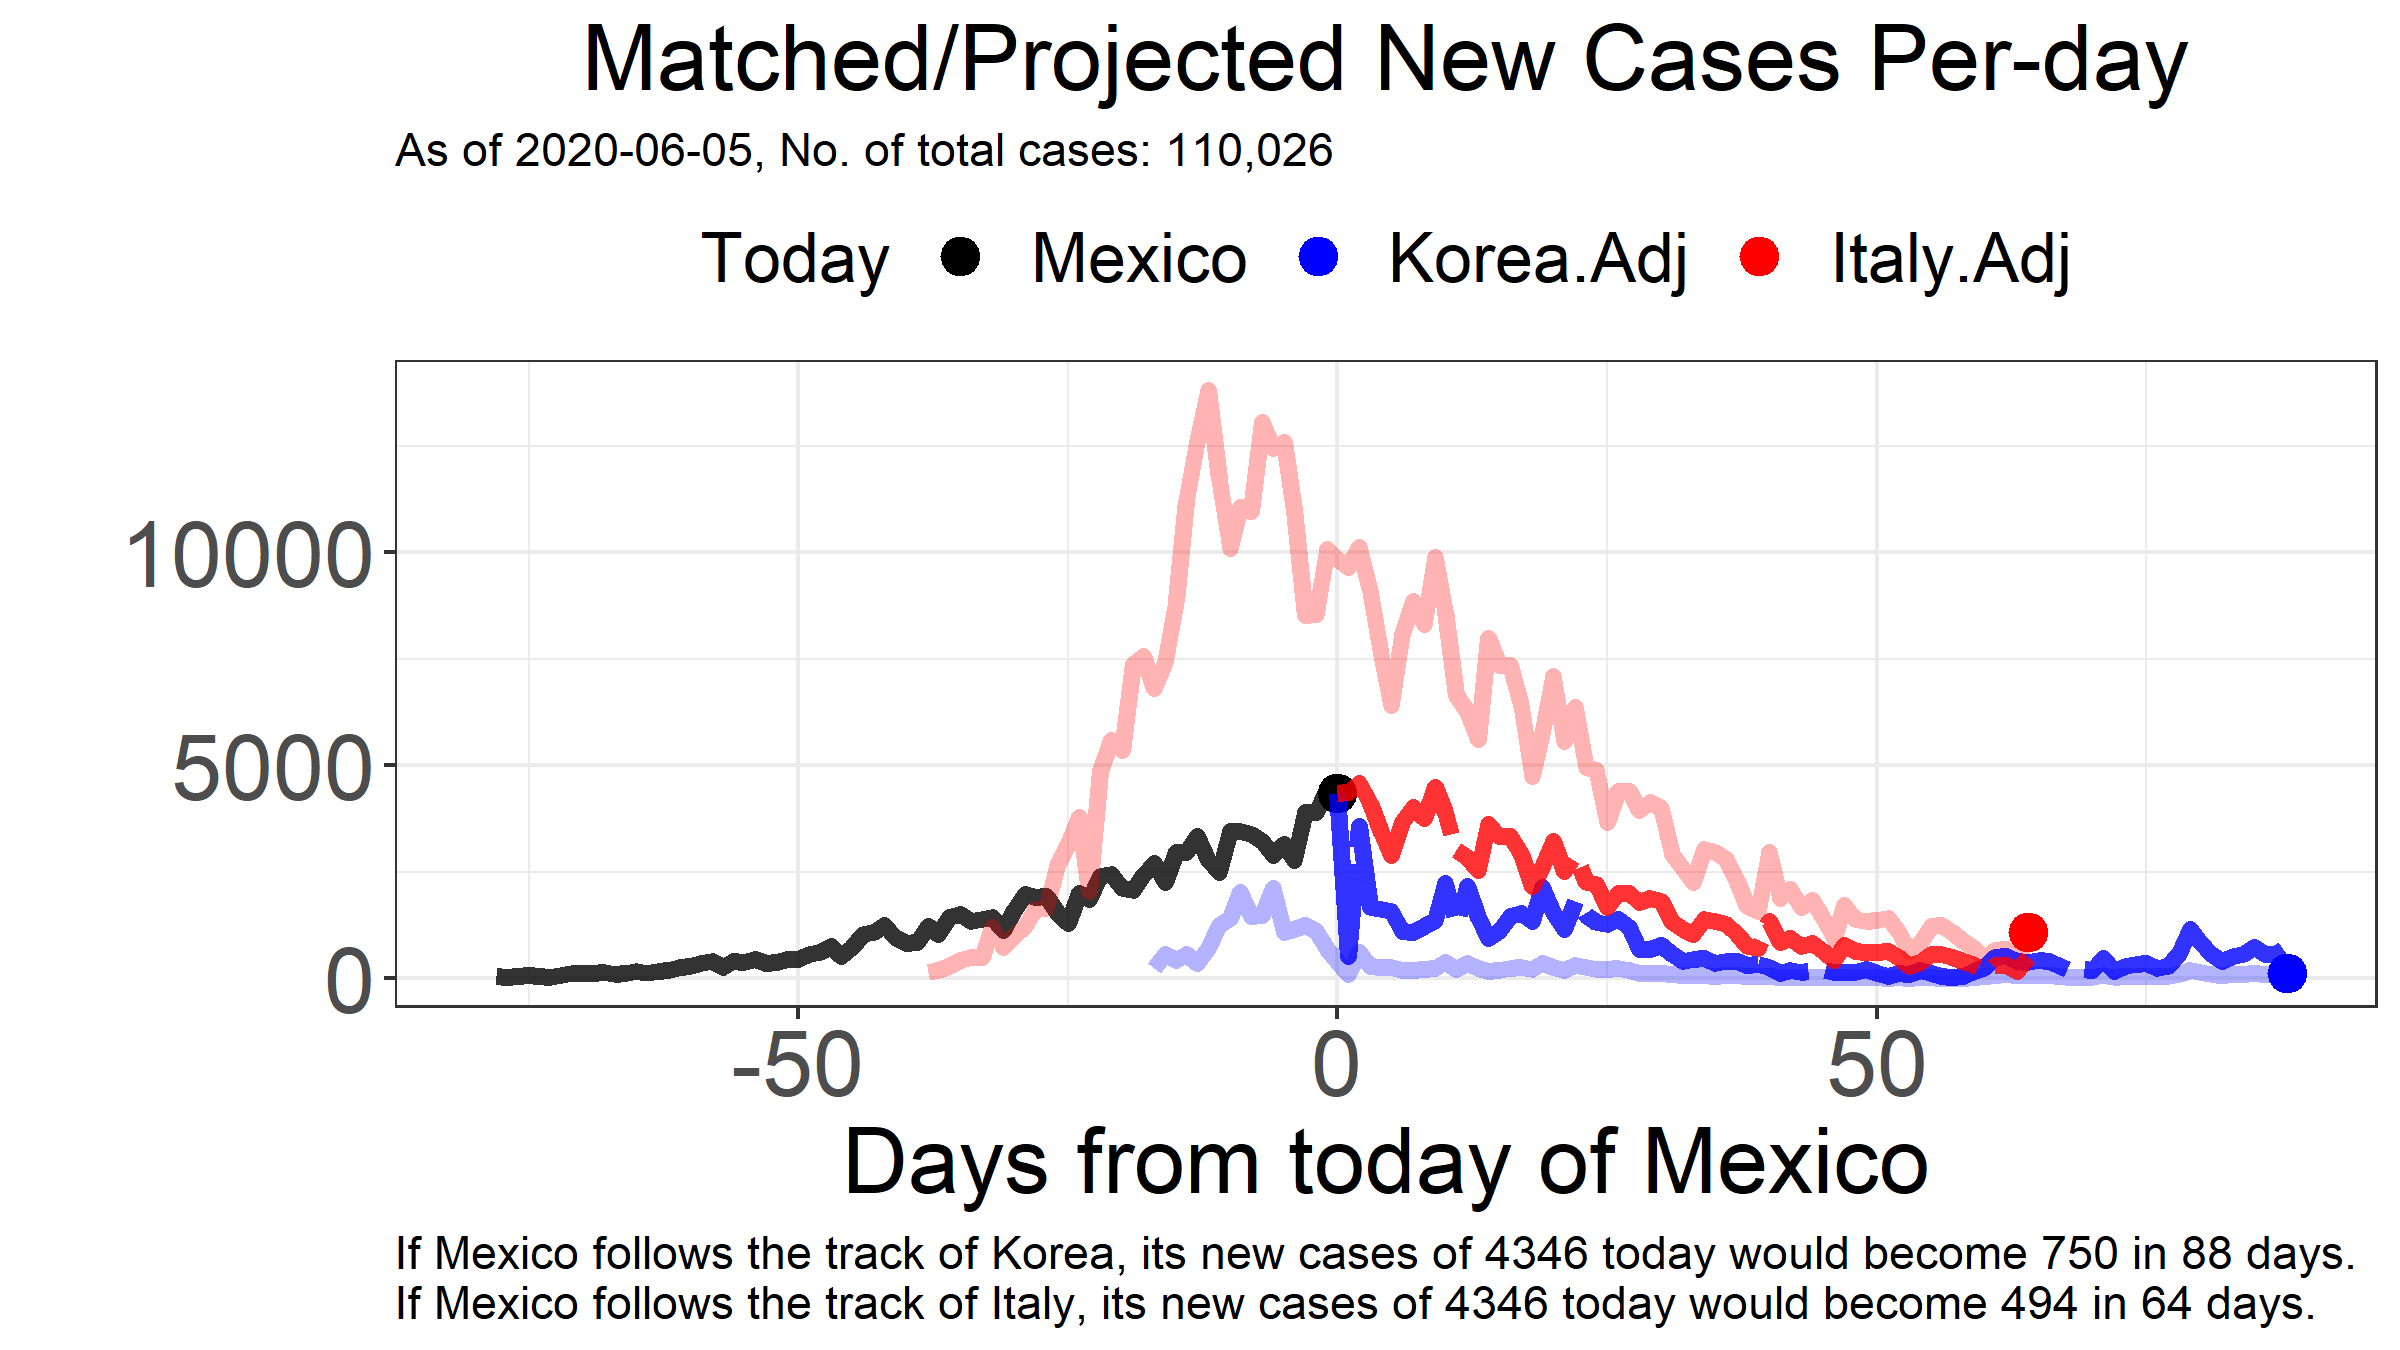 Matched/Projected New Cases Per-day
As of 2020-06-05, No. of total cases: 110,026
Today Mexico Korea.Adj Italy.Adj
10000
5000
0
-50 0 50
Days from today of Mexico
If Mexico follows the track of Korea, its new cases of 4346 today would become 750 in 88 days.
If Mexico follows the track of Italy, its new cases of 4346 today would become 494 in 64 days.